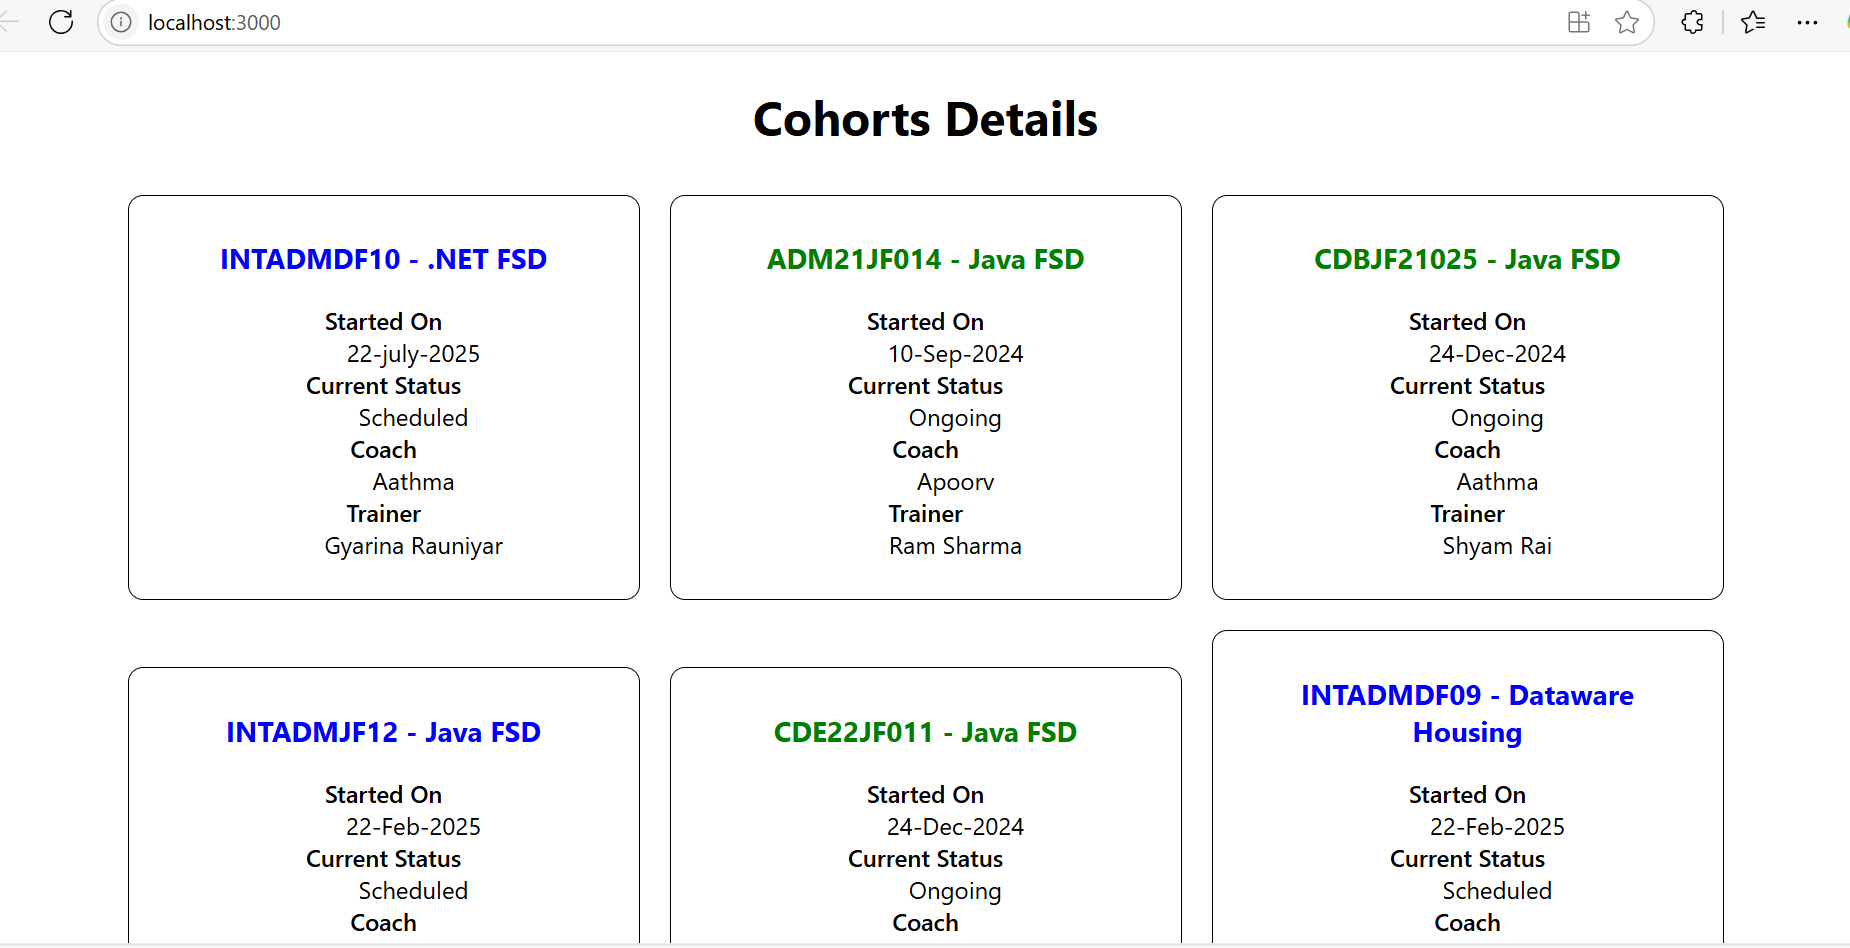 localhost:3000
Cohorts Details
INTADMDF10 - .NET FSD
Started On
22-july-2025
Current Status
Scheduled
Coach
Aathma
Trainer
Gyarina Rauniyar
ADM21JF014 - Java FSD
Started On
10-Sep-2024
Current Status
Ongoing
Coach
Apoorv
Trainer
Ram Sharma
CDBJF21025 - Java FSD
Started On
24-Dec-2024
Current Status
Ongoing
Coach
Aathma
Trainer
Shyam Rai
INTADMJF12 - Java FSD
Started On
22-Feb-2025
Current Status
Scheduled
Coach
CDE22JF011 - Java FSD
Started On
24-Dec-2024
Current Status
Ongoing
Coach
INTADMDF09 - Dataware
Housing
Started On
22-Feb-2025
Current Status
Scheduled
Coach